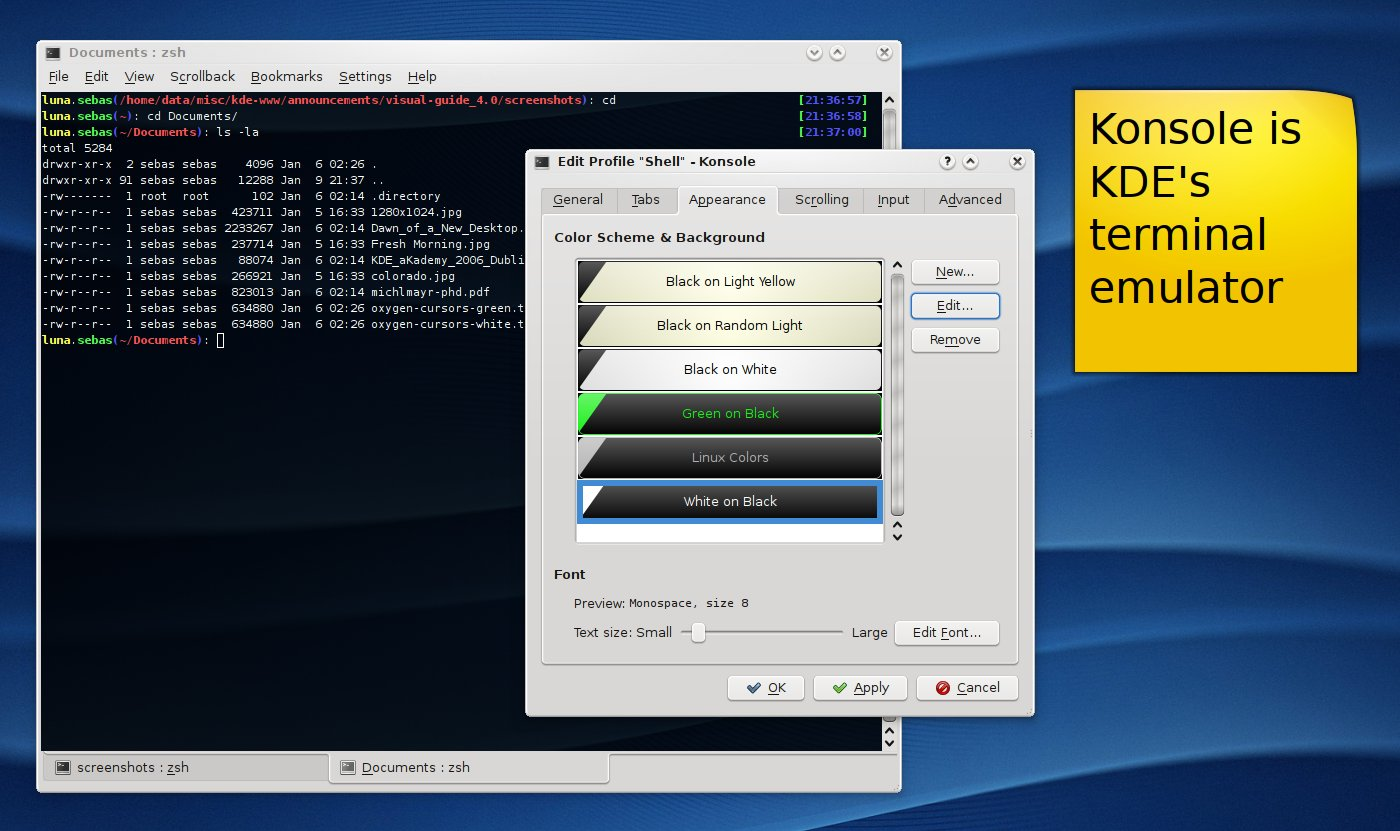 Documents : zsh
File Edit View Scrollback Bookmarks Settings Help
luna.sebas(/home/data/misc/kde-www/announcements/visual-guide_4.0/screenshots): cd [21:36:57]
luna.sebas(~): cd Documents/ [21:36:58]
luna.sebas(~/Documents): ls -la [21:37:00]
total 5284
drwxr-xr-x 2 sebas sebas 4096 Jan 6 02:26 .
drwxr-xr-x 91 sebas sebas 12288 Jan 9 21:37 ..
-rw------- 1 root root 102 Jan 6 02:14 .directory
-rw-r--r-- 1 sebas sebas 423711 Jan 5 16:33 1280x1024.jpg
-rw-r--r-- 1 sebas sebas 2233267 Jan 6 02:14 Dawn_of_a_New_Desktop.
-rw-r--r-- 1 sebas sebas 237714 Jan 5 16:33 Fresh Morning.jpg
-rw-r--r-- 1 sebas sebas 88074 Jan 6 02:14 KDE_aKademy_2006_Dubli
-rw-r--r-- 1 sebas sebas 266921 Jan 5 16:33 colorado.jpg
-rw-r--r-- 1 sebas sebas 823013 Jan 6 02:14 michlmayr-phd.pdf
-rw-r--r-- 1 sebas sebas 634880 Jan 6 02:26 oxygen-cursors-green.t
-rw-r--r-- 1 sebas sebas 634880 Jan 6 02:26 oxygen-cursors-white.t
luna.sebas(~/Documents):
screenshots : zsh
Documents : zsh
Edit Profile "Shell" - Konsole
?
General Tabs Appearance Scrolling Input Advanced
Color Scheme & Background
Black on Light Yellow
Black on Random Light
Black on White
Green on Black
Linux Colors
White on Black
New...
Edit...
Remove
Font
Preview: Monospace, size 8
Text size: Small Large Edit Font...
OK Apply Cancel
Konsole is
KDE's
terminal
emulator